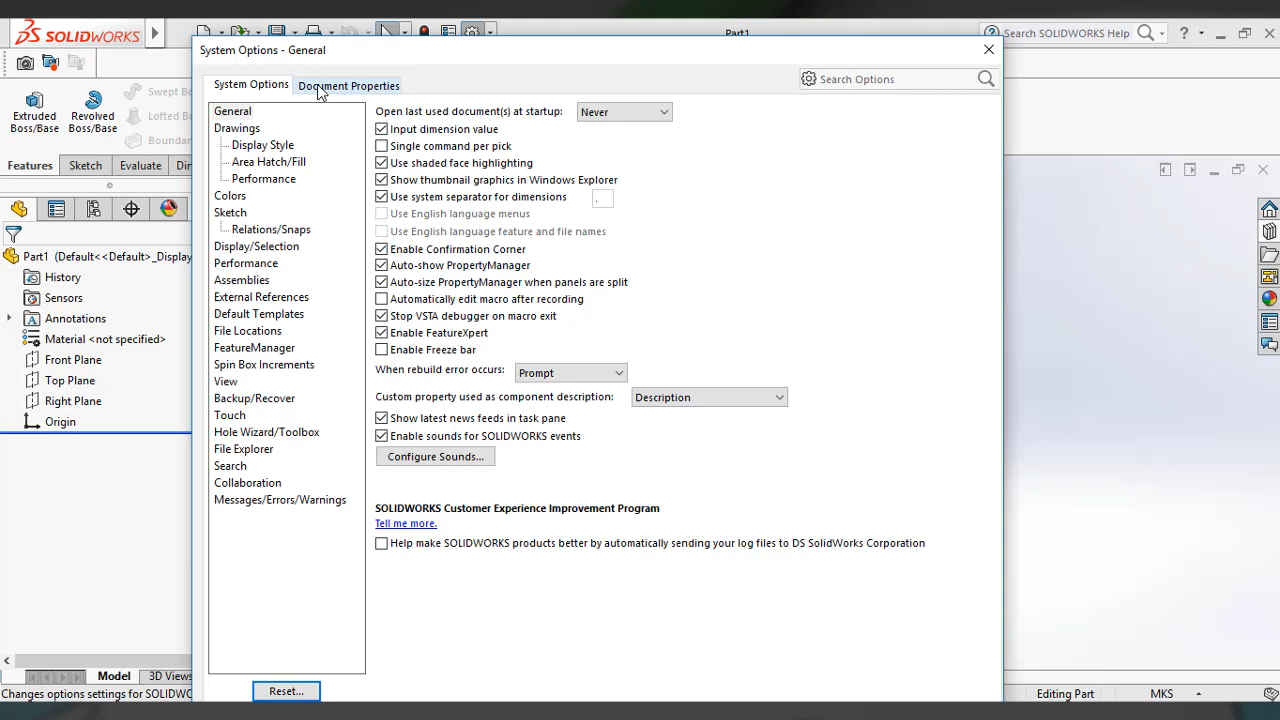 SOLIDWORKS
Part1
Search SOLIDWORKS Help
System Options - General
System Options
Document Properties
Search Options
Extruded
Boss/Base
Revolved
Boss/Base
Swept Bo
Lofted Bo
Boundar
Features
Sketch
Evaluate
Dir
Part1 (Default<<Default>_Display
History
Sensors
Annotations
Material <not specified>
Front Plane
Top Plane
Right Plane
Origin
General
Drawings
Display Style
Area Hatch/Fill
Performance
Colors
Sketch
Relations/Snaps
Display/Selection
Performance
Assemblies
External References
Default Templates
File Locations
FeatureManager
Spin Box Increments
View
Backup/Recover
Touch
Hole Wizard/Toolbox
File Explorer
Search
Collaboration
Messages/Errors/Warnings
Reset...
Open last used document(s) at startup: Never
Input dimension value
Single command per pick
Use shaded face highlighting
Show thumbnail graphics in Windows Explorer
Use system separator for dimensions .
Use English language menus
Use English language feature and file names
Enable Confirmation Corner
Auto-show PropertyManager
Auto-size PropertyManager when panels are split
Automatically edit macro after recording
Stop VSTA debugger on macro exit
Enable FeatureXpert
Enable Freeze bar
When rebuild error occurs: Prompt
Custom property used as component description: Description
Show latest news feeds in task pane
Enable sounds for SOLIDWORKS events
Configure Sounds...
SOLIDWORKS Customer Experience Improvement Program
Tell me more.
Help make SOLIDWORKS products better by automatically sending your log files to DS SolidWorks Corporation
Model
3D Views
Changes options settings for SOLIDWO
Editing Part
MKS